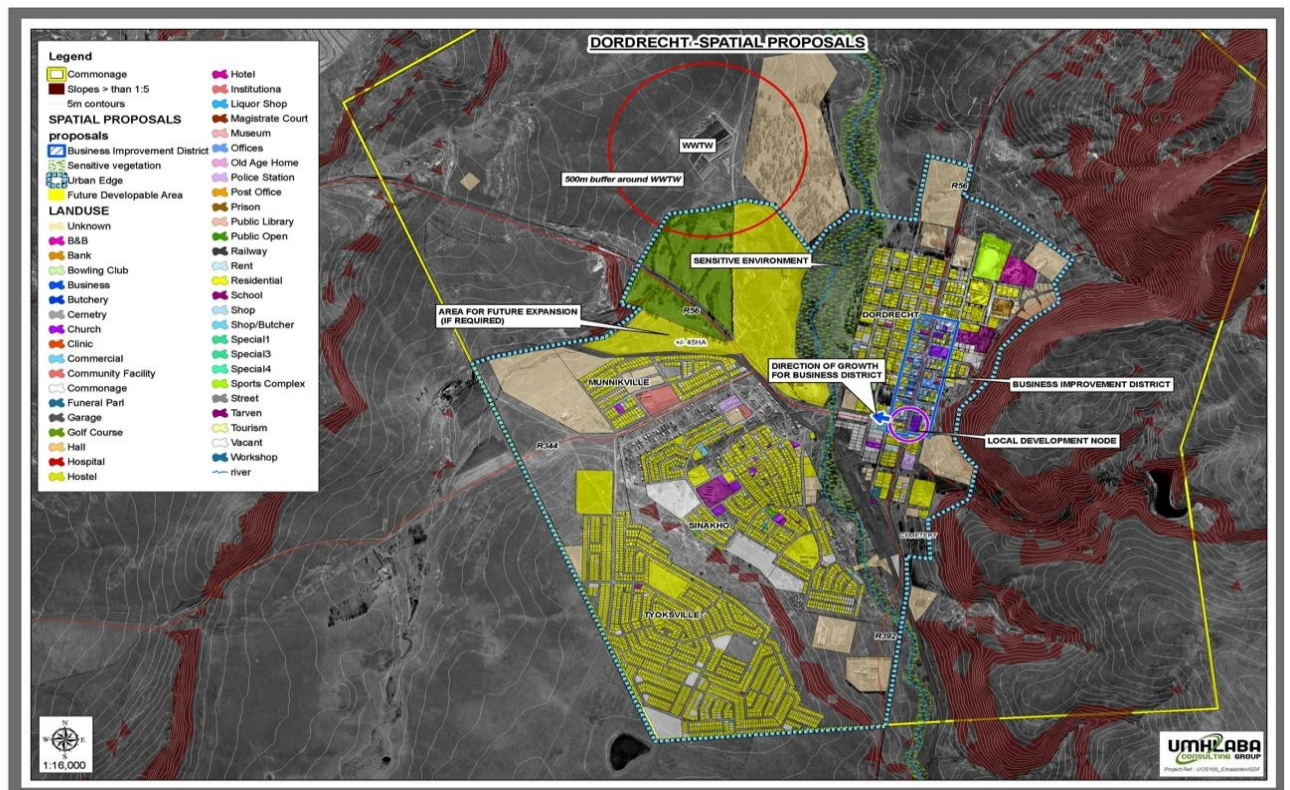 DORDRECHT -SPATIAL PROPOSALS
Legend
Commonage
Slopes > than 1:5
5m contours
SPATIAL PROPOSALS
proposals
Business Improvement District
Sensitive vegetation
Urban Edge
Future Developable Area
LANDUSE
Unknown
B&B
Bank
Bowling Club
Business
Butchery
Cemetry
Church
Clinic
Commercial
Community Facility
Commonage
Funeral Parl
Garage
Golf Course
Hall
Hospital
Hostel
Hotel
Institutiona
Liquor Shop
Magistrate Court
Museum
Offices
Old Age Home
Police Station
Post Office
Prison
Public Library
Public Open
Railway
Rent
Residential
School
Shop
Shop/Butcher
Special1
Special3
Special4
Sports Complex
Street
Tarven
Tourism
Vacant
Workshop
river
WWTW
500m buffer around WWTW
R56
SENSITIVE ENVIRONMENT
AREA FOR FUTURE EXPANSION
(IF REQUIRED)
R56
+/- 45HA
DORDRECHT
DIRECTION OF GROWTH
FOR BUSINESS DISTRICT
MUNNIKVILLE
BUSINESS IMPROVEMENT DISTRICT
R344
LOCAL DEVELOPMENT NODE
SINAKHO
CEMETERY
TYOKSVILLE
R392
N
W
E
S
1:16,000
UMHLABA
CONSULTING GROUP